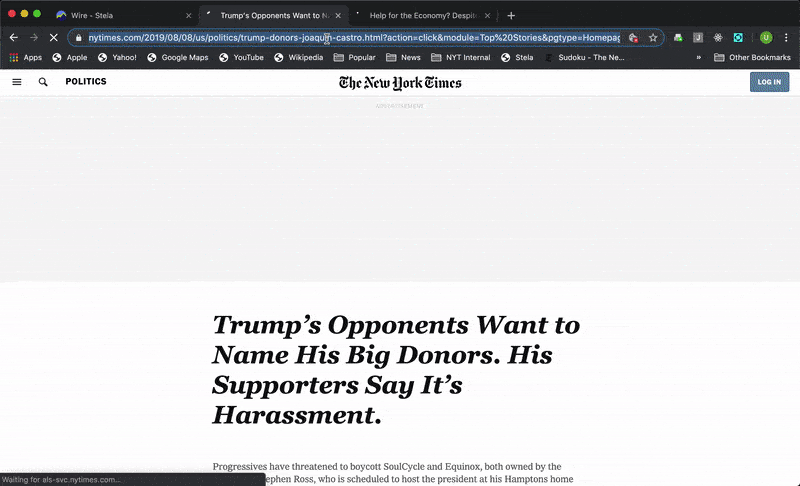 Wire - Stela
Trump's Opponents Want to N
Help for the Economy? Despit
nytimes.com/2019/08/08/us/politics/trump-donors-joaquin-castro.html?action=click&module=Top%20Stories&pgtype=Homepag
Apps Apple Yahoo! Google Maps YouTube Wikipedia Popular News NYT Internal Stela Sudoku - The Ne... » Other Bookmarks
POLITICS
The New York Times
LOG IN
ADVERTISEMENT
Trump's Opponents Want to
Name His Big Donors. His
Supporters Say It's
Harassment.
Progressives have threatened to boycott SoulCycle and Equinox, both owned by the
ephen Ross, who is scheduled to host the president at his Hamptons home
Waiting for als-svc.nytimes.com...